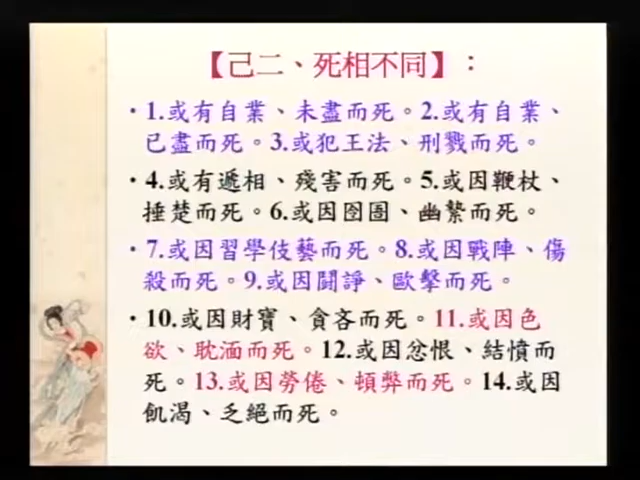 【己二、死相不同】：
·1.或有自業、未盡而死。2.或有自業、
已盡而死。3.或犯王法、刑戮而死。
·4.或有遞相、殘害而死。5.或因鞭杖、
捶楚而死。6.或因囹圄、幽繫而死。
·7.或因習學伎藝而死。8.或因戰陣、傷
殺而死。9.或因鬪諍、歐擊而死。
·10.或因財寶、貪吝而死。11.或因色
欲、耽湎而死。12.或因忿恨、結憤而
死。13.或因勞倦、頓弊而死。14.或因
飢渴、乏絕而死。